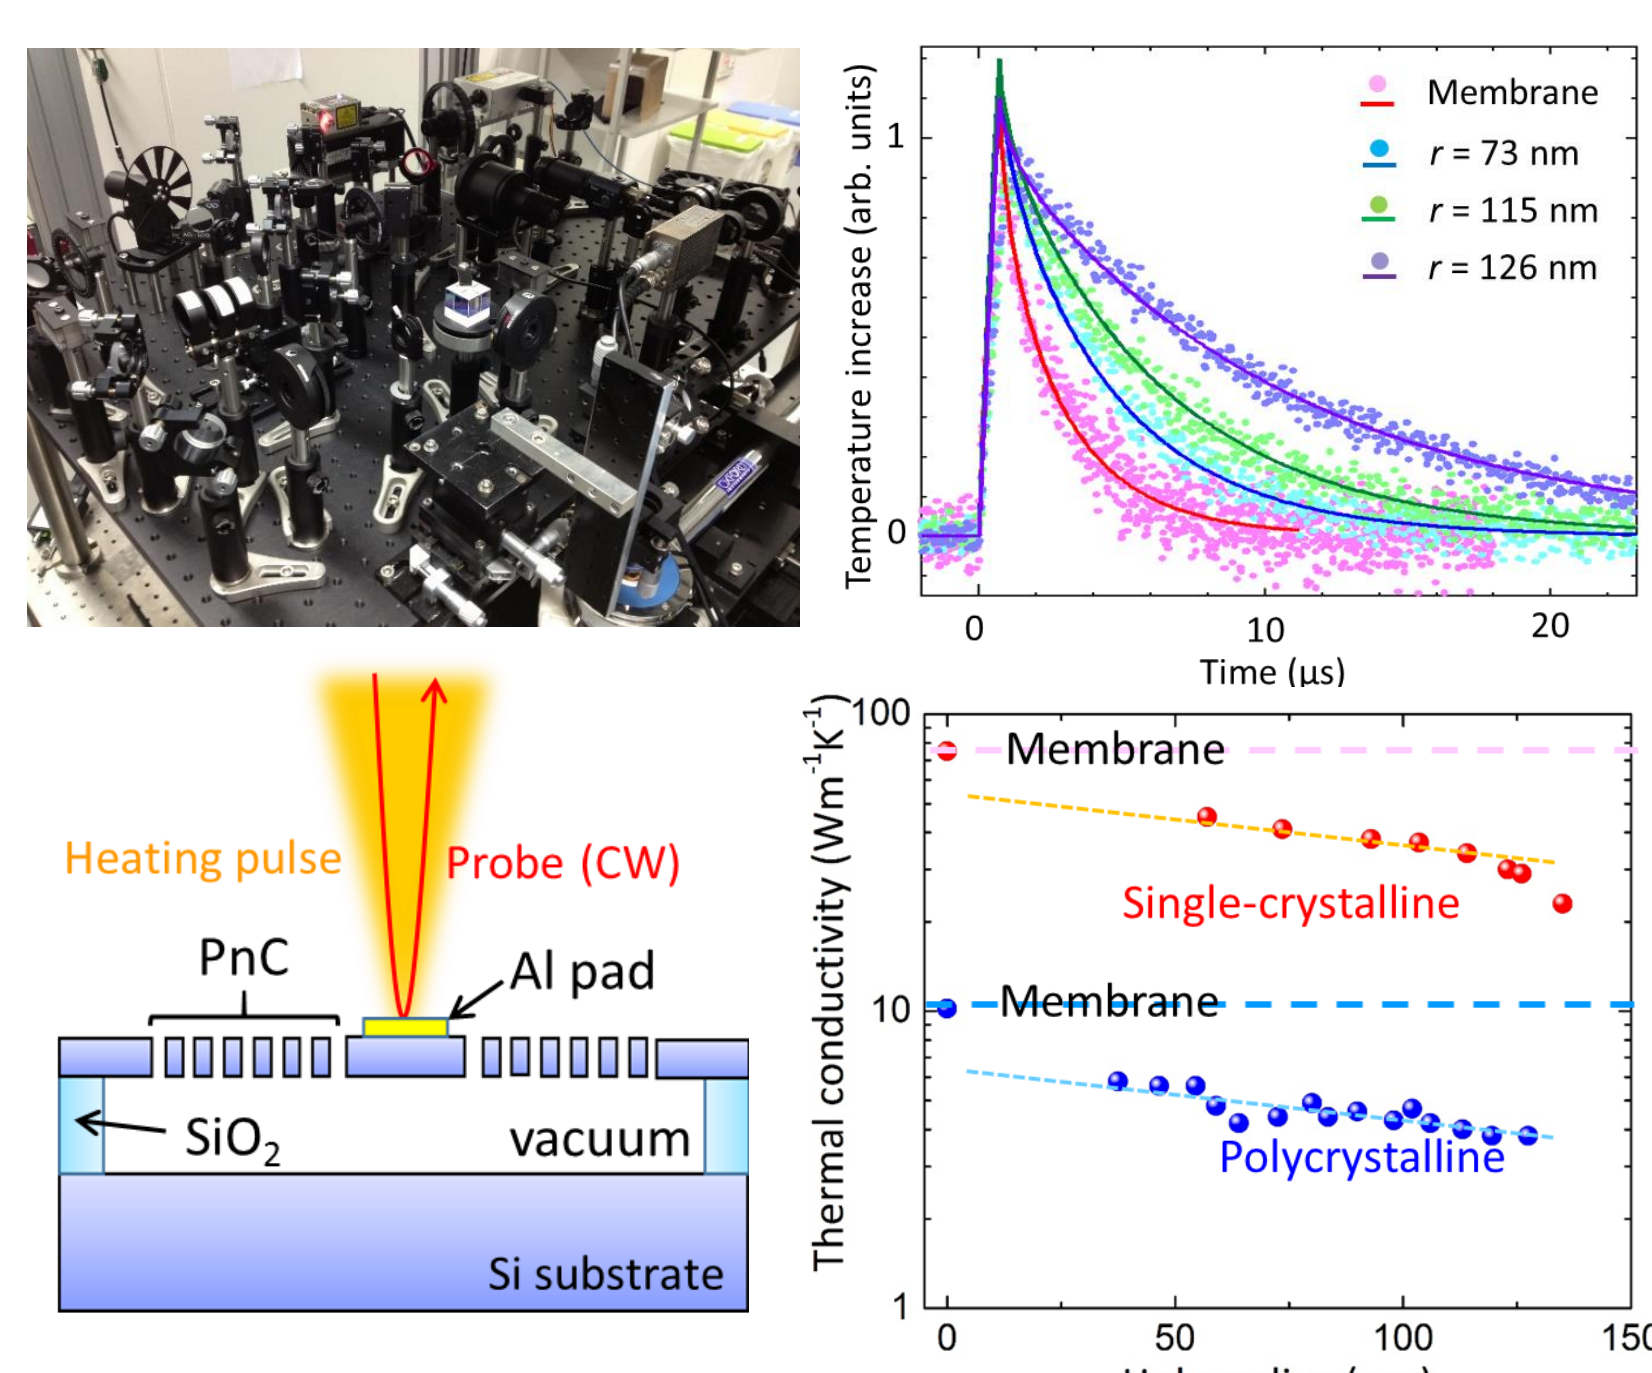 Temperature increase (arb. units)
1
0
Membrane
r = 73 nm
r = 115 nm
r = 126 nm
0
10
20
Time (µs)
Heating pulse
Probe (CW)
PnC
Al pad
SiO₂
vacuum
Si substrate
Thermal conductivity (Wm⁻¹K⁻¹)
100
10
1
Membrane
Single-crystalline
Membrane
Polycrystalline
0
50
100